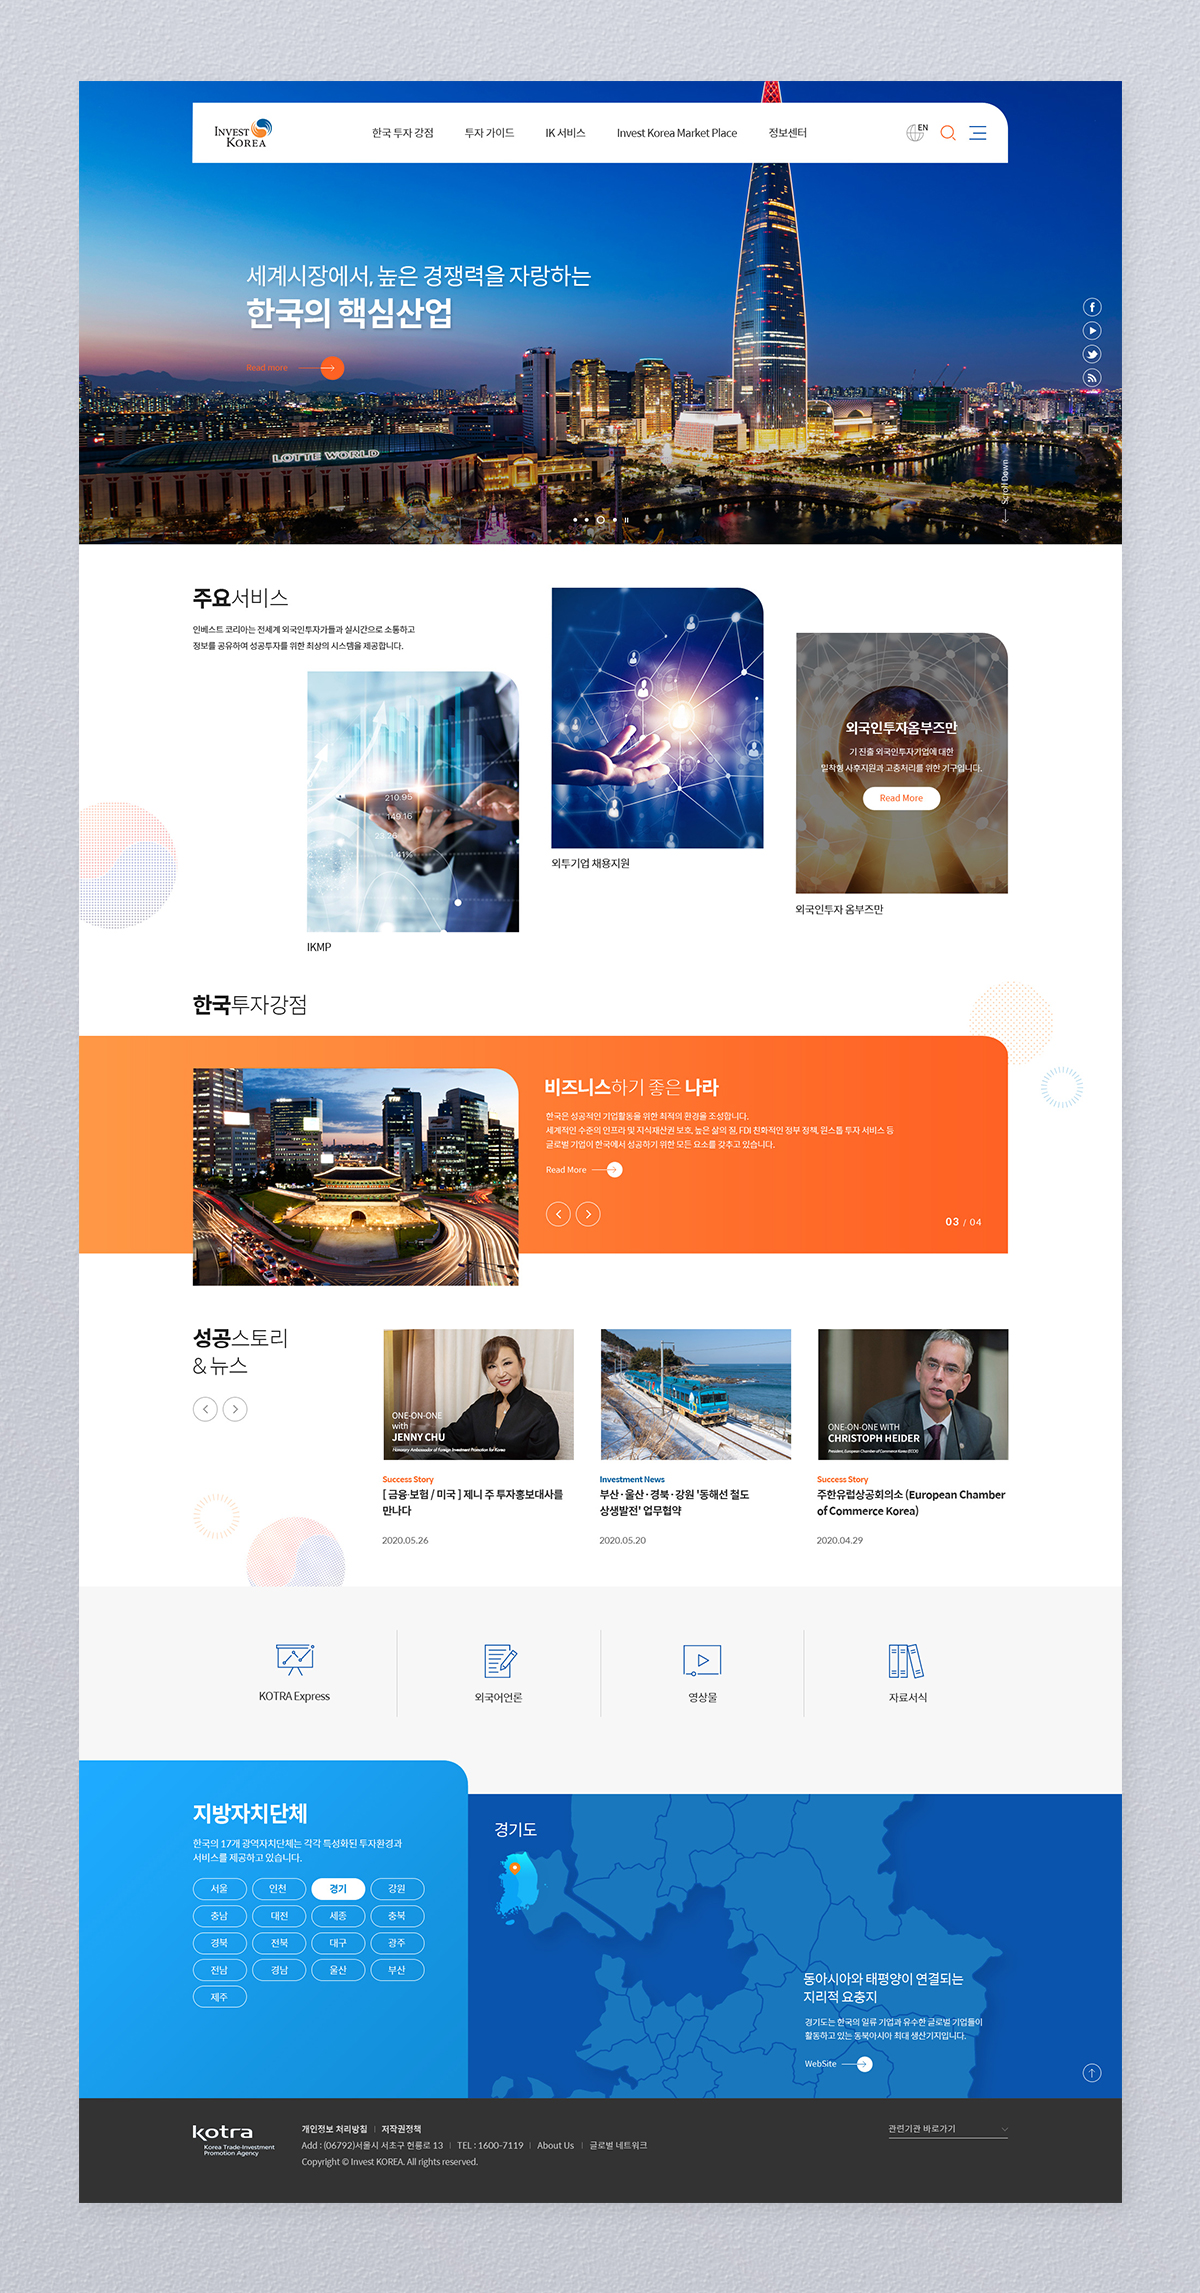 INVEST
KOREA
한국 투자 강점
투자 가이드
IK 서비스
Invest Korea Market Place
정보센터
EN
세계시장에서, 높은 경쟁력을 자랑하는
한국의 핵심산업
Read more
LOTTE WORLD
Scroll Down
주요서비스
인베스트 코리아는 전세계 외국인투자가들과 실시간으로 소통하고
정보를 공유하여 성공투자를 위한 최상의 시스템을 제공합니다.
210.95
149.16
23.26
1.41%
IKMP
외투기업 채용지원
외국인투자옴부즈만
기 진출 외국인투자기업에 대한
밀착형 사후지원과 고충처리를 위한 기구입니다.
Read More
외국인투자 옴부즈만
한국투자강점
비즈니스하기 좋은 나라
한국은 성공적인 기업활동을 위한 최적의 환경을 조성합니다.
세계적인 수준의 인프라 및 지식재산권 보호, 높은 삶의 질, FDI 친화적인 정부 정책, 원스톱 투자 서비스 등
글로벌 기업이 한국에서 성공하기 위한 모든 요소를 갖추고 있습니다.
Read More
03 / 04
성공스토리
& 뉴스
ONE-ON-ONE
with
JENNY CHU
Honorary Ambassador of Foreign Investment Promotion for Korea
Success Story
[ 금융·보험 / 미국 ] 제니 주 투자홍보대사를
만나다
2020.05.26
Investment News
부산·울산·경북·강원 '동해선 철도
상생발전' 업무협약
2020.05.20
ONE-ON-ONE WITH
CHRISTOPH HEIDER
President, European Chamber of Commerce Korea (ECCK)
Success Story
주한유럽상공회의소 (European Chamber
of Commerce Korea)
2020.04.29
KOTRA Express
외국어언론
영상물
자료서식
지방자치단체
한국의 17개 광역자치단체는 각각 특성화된 투자환경과
서비스를 제공하고 있습니다.
서울 인천 경기 강원
충남 대전 세종 충북
경북 전북 대구 광주
전남 경남 울산 부산
제주
경기도
동아시아와 태평양이 연결되는
지리적 요충지
경기도는 한국의 일류 기업과 유수한 글로벌 기업들이
활동하고 있는 동북아시아 최대 생산기지입니다.
WebSite
kotra
Korea Trade-Investment
Promotion Agency
개인정보 처리방침 | 저작권정책
Add : (06792)서울시 서초구 헌릉로 13 | TEL : 1600-7119 | About Us | 글로벌 네트워크
Copyright © Invest KOREA. All rights reserved.
관련기관 바로가기